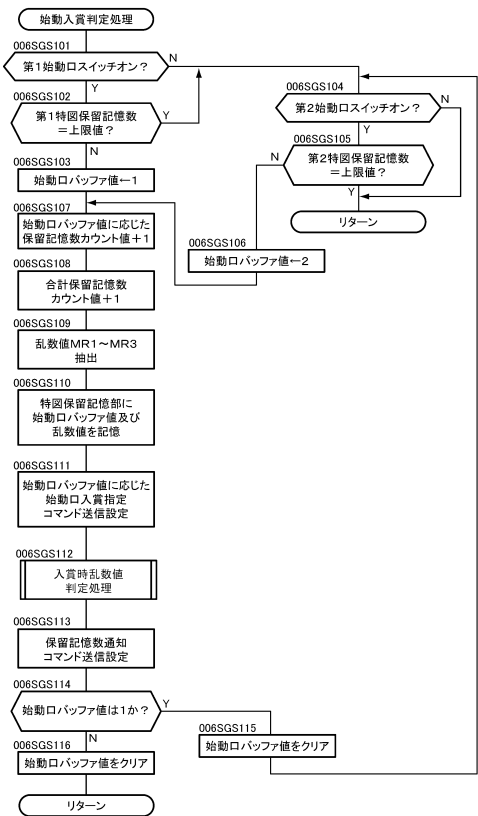 始動入賞判定処理
006SGS101
第1始動口スイッチオン?
N
Y
006SGS102
第1特図保留記憶数
=上限値?
Y
N
006SGS103
始動口バッファ値←1
006SGS104
第2始動口スイッチオン?
N
Y
006SGS105
第2特図保留記憶数
=上限値?
N
Y
リターン
006SGS106
始動口バッファ値←2
006SGS107
始動口バッファ値に応じた
保留記憶数カウント値+1
006SGS108
合計保留記憶数
カウント値+1
006SGS109
乱数値MR1~MR3
抽出
006SGS110
特図保留記憶部に
始動口バッファ値及び
乱数値を記憶
006SGS111
始動口バッファ値に応じた
始動口入賞指定
コマンド送信設定
006SGS112
入賞時乱数値
判定処理
006SGS113
保留記憶数通知
コマンド送信設定
006SGS114
始動口バッファ値は1か?
Y
N
006SGS115
始動口バッファ値をクリア
006SGS116
始動口バッファ値をクリア
リターン